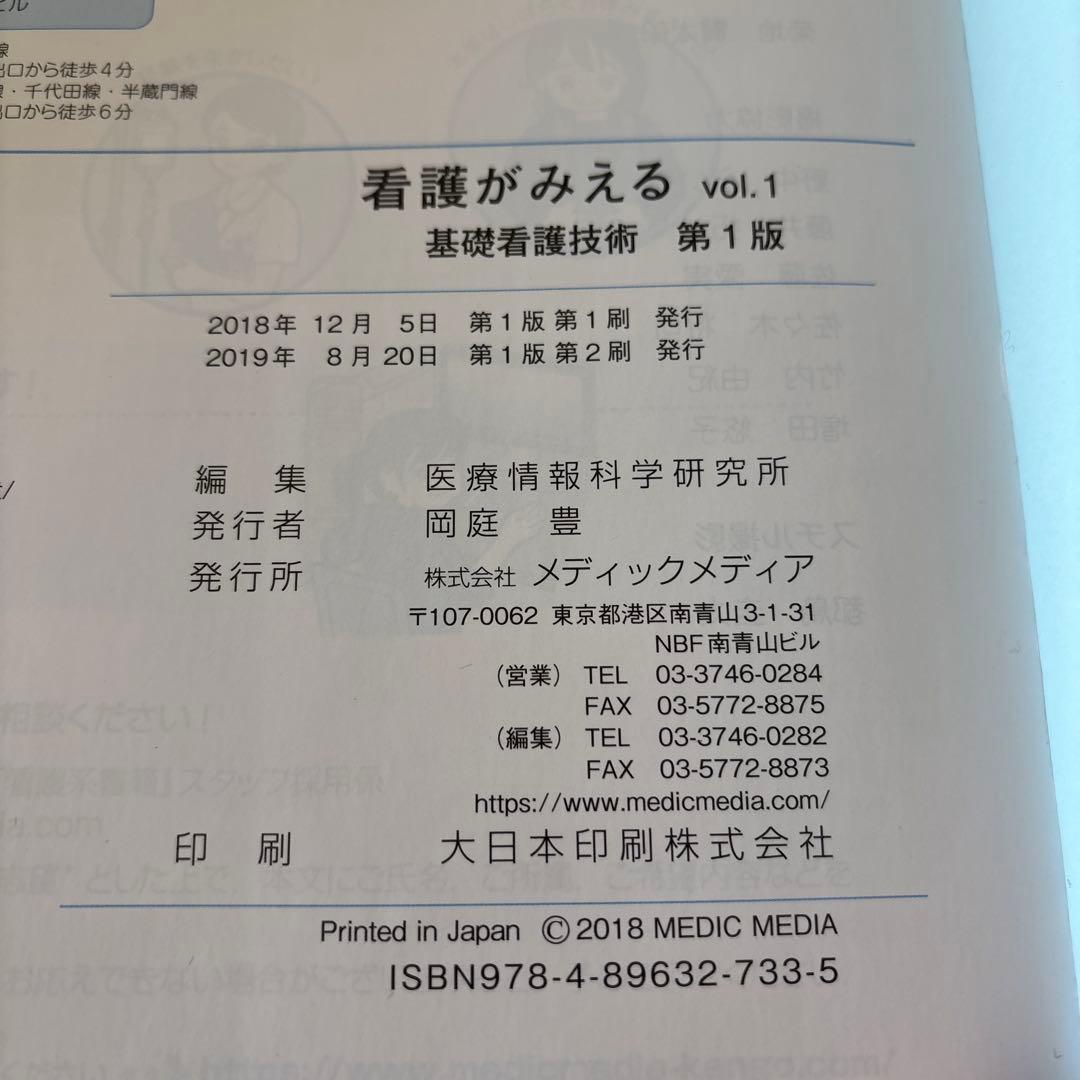 ビル
線
出口から徒歩4分
線・千代田線・半蔵門線
出口から徒歩6分
看護がみえる vol.1
基礎看護技術 第1版
2018年 12月 5日 第1版 第1刷 発行
2019年 8月 20日 第1版 第2刷 発行
編 集 医療情報科学研究所
発行者 岡庭 豊
発行所 株式会社 メディックメディア
〒107-0062 東京都港区南青山3-1-31
NBF南青山ビル
(営業) TEL 03-3746-0284
FAX 03-5772-8875
(編集) TEL 03-3746-0282
FAX 03-5772-8873
https://www.medicmedia.com/
印 刷 大日本印刷株式会社
Printed in Japan ©2018 MEDIC MEDIA
ISBN978-4-89632-733-5